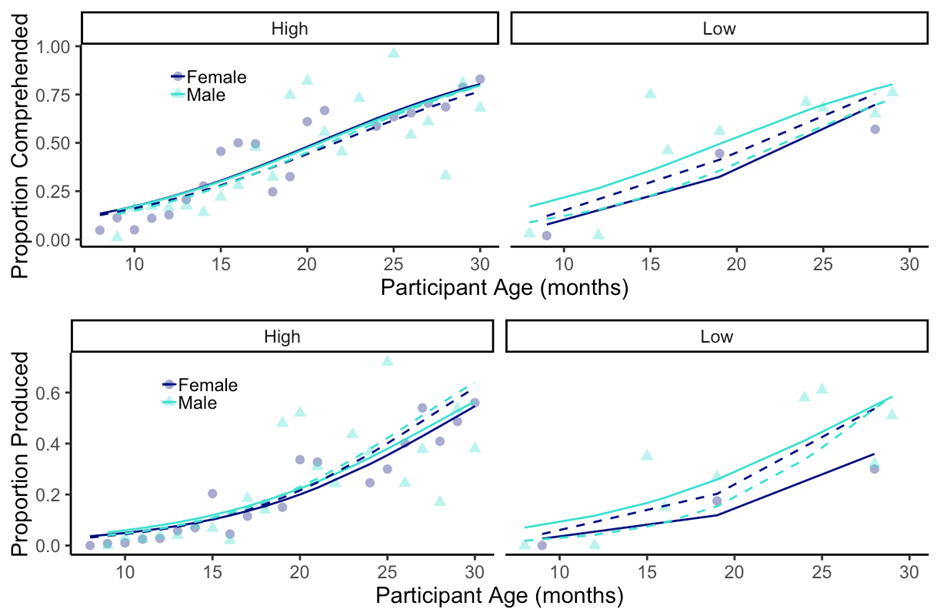 High Low
Proportion Comprehended
1.00
0.75
0.50
0.25
0.00
Female
Male
10 15 20 25 30 10 15 20 25 30
Participant Age (months)
High Low
Proportion Produced
0.6
0.4
0.2
0.0
Female
Male
10 15 20 25 30 10 15 20 25 30
Participant Age (months)